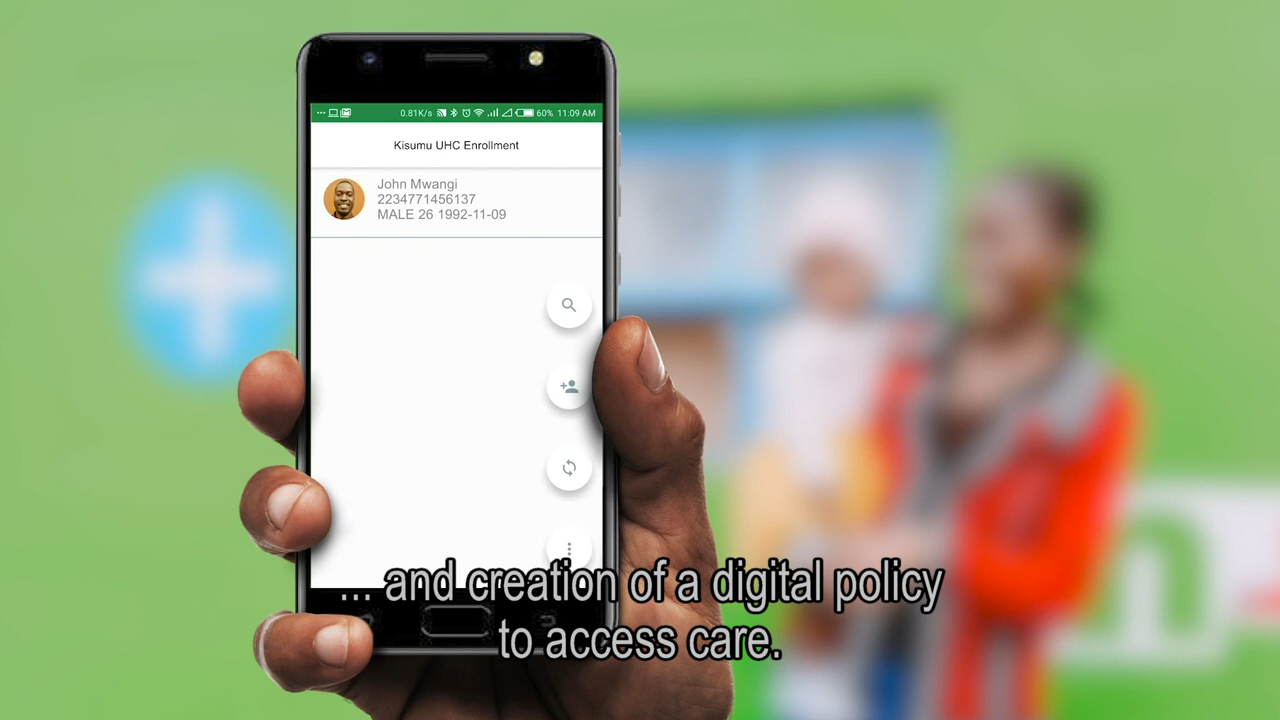 0.81K/s 60% 11:09 AM
Kisumu UHC Enrollment
John Mwangi
2234771456137
MALE 26 1992-11-09
... and creation of a digital policy
to access care.